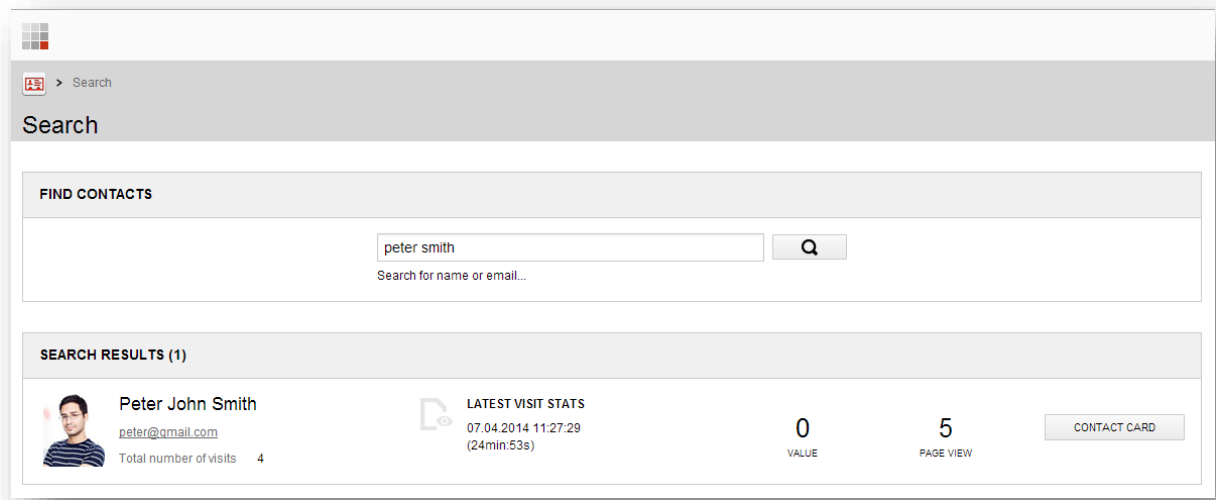 > Search
Search
FIND CONTACTS
peter smith
Search for name or email...
SEARCH RESULTS (1)
Peter John Smith
peter@gmail.com
Total number of visits 4
LATEST VISIT STATS
07.04.2014 11:27:29
(24min:53s)
0
VALUE
5
PAGE VIEW
CONTACT CARD